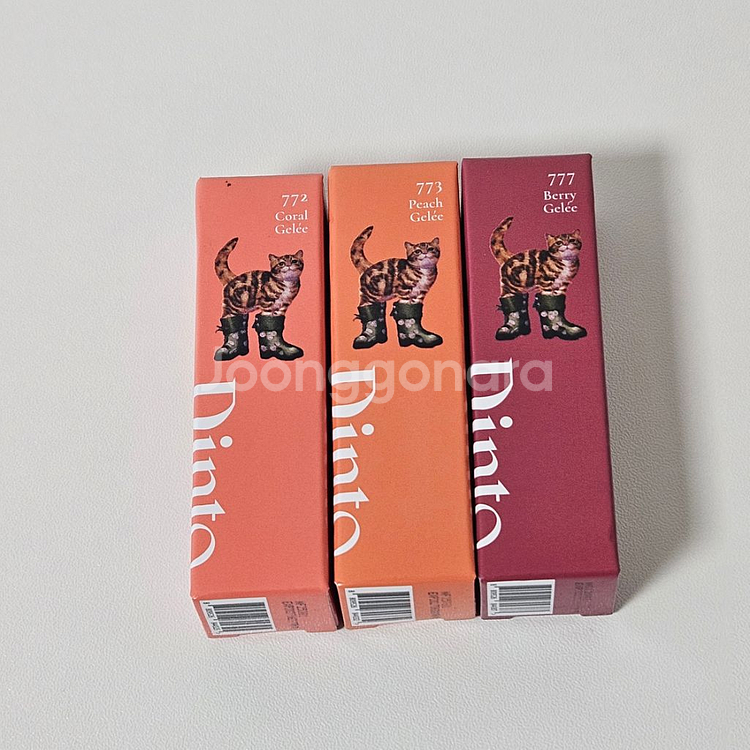 772
Coral
Gelée
Dinto
773
Peach
Gelée
Dinto
777
Berry
Gelée
Dinto
Joonggonara